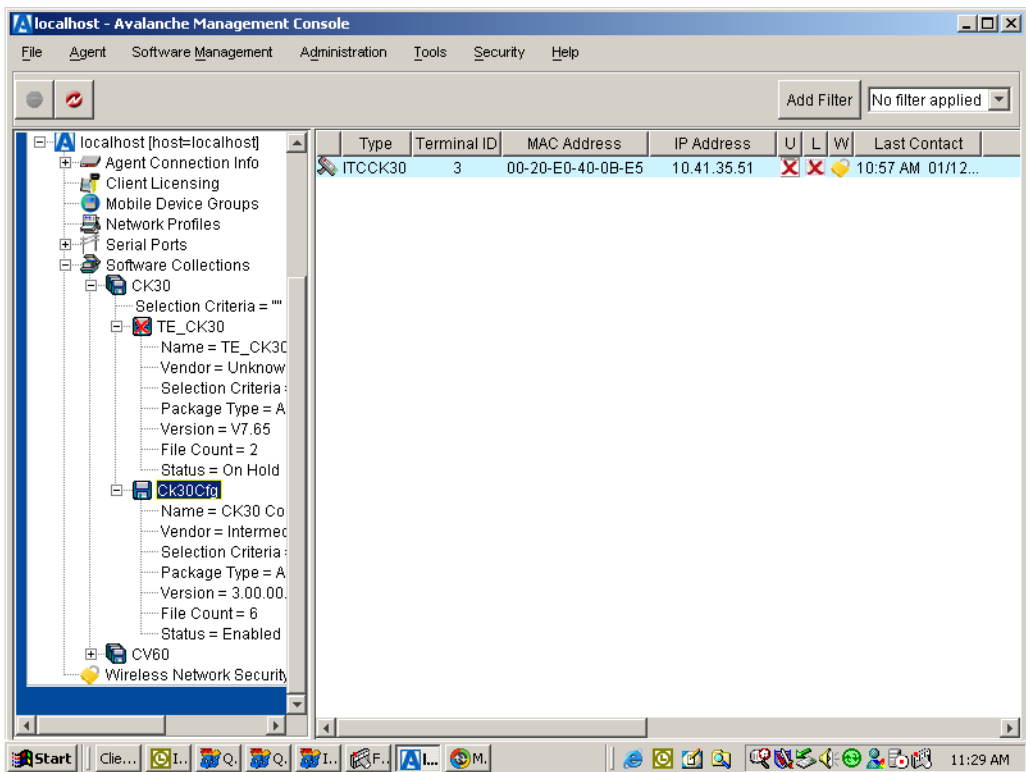 localhost - Avalanche Management Console
File Agent Software Management Administration Tools Security Help
Add Filter No filter applied
Type Terminal ID MAC Address IP Address U L W Last Contact
ITCCK30 3 00-20-E0-40-0B-E5 10.41.35.51 10:57 AM 01/12...
localhost [host=localhost]
Agent Connection Info
Client Licensing
Mobile Device Groups
Network Profiles
Serial Ports
Software Collections
CK30
Selection Criteria = ""
TE_CK30
Name = TE_CK30
Vendor = Unknow
Selection Criteria
Package Type = A
Version = V7.65
File Count = 2
Status = On Hold
Ck30Cfg
Name = CK30 Co
Vendor = Intermec
Selection Criteria
Package Type = A
Version = 3.00.00.
File Count = 6
Status = Enabled
CV60
Wireless Network Security
Start Clie... I... Q. Q. I... F... l... M. 11:29 AM